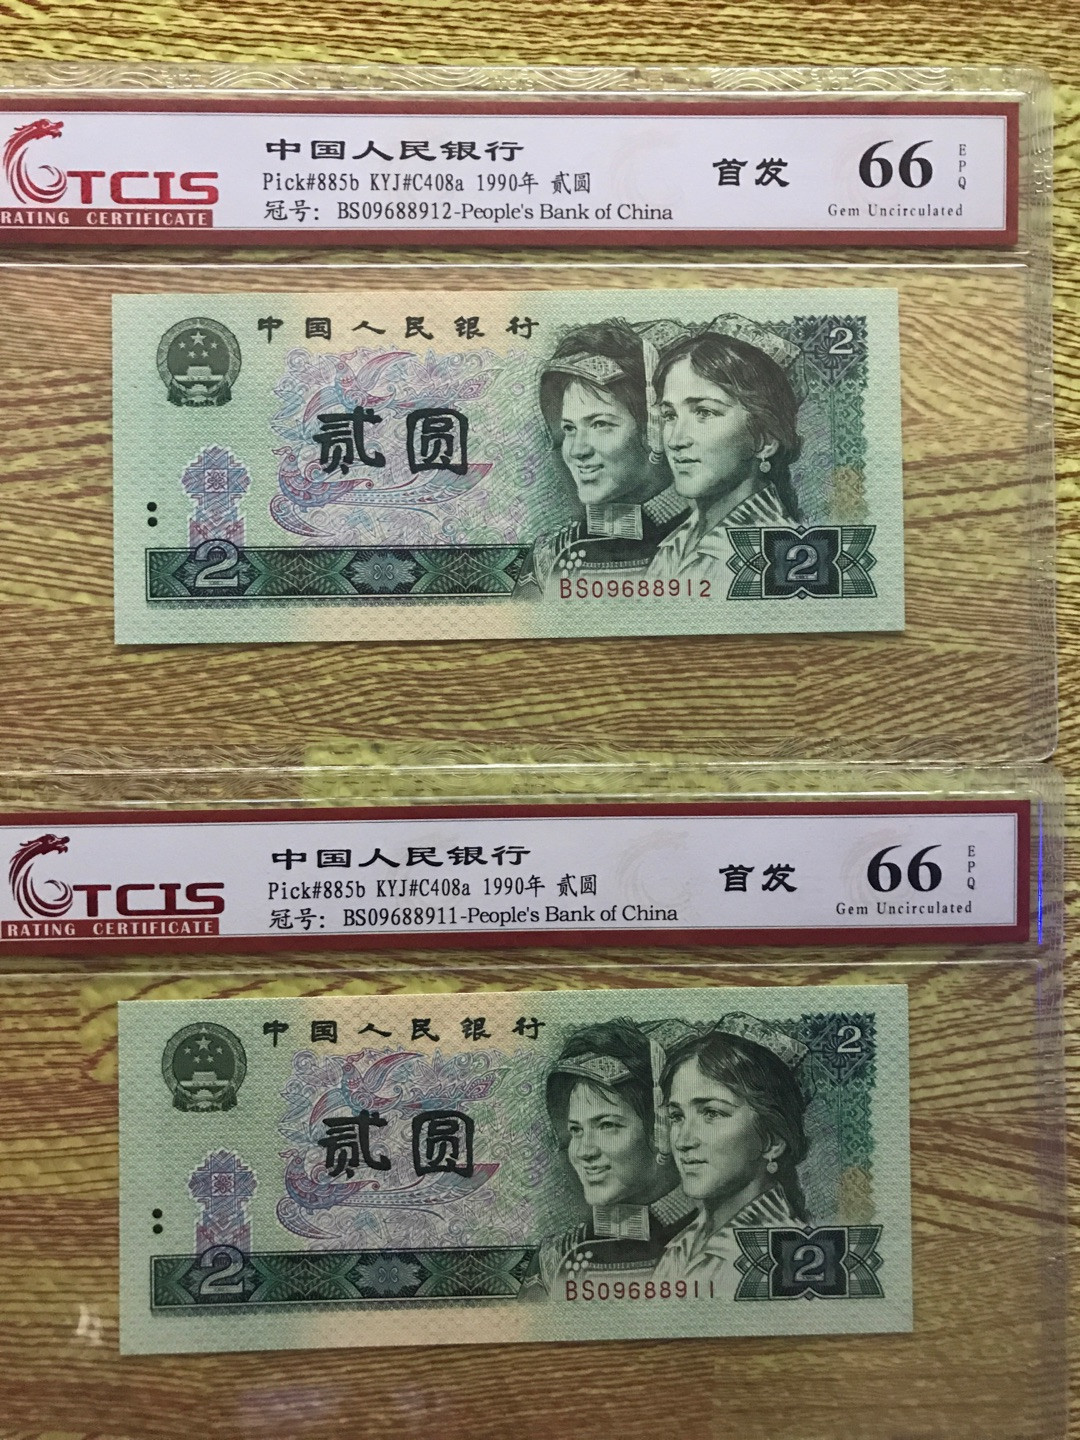 TCIS
RATING CERTIFICATE
中国人民银行
Pick#885b KYJ#C408a 1990年 贰圆
冠号: BS09688912-People's Bank of China
首发
66
EPQ
Gem Uncirculated
中国人民银行
2
贰圆
2
BS09688912
2
TCIS
RATING CERTIFICATE
中国人民银行
Pick#885b KYJ#C408a 1990年 贰圆
冠号: BS09688911-People's Bank of China
首发
66
EPQ
Gem Uncirculated
中国人民银行
2
贰圆
2
BS09688911
2